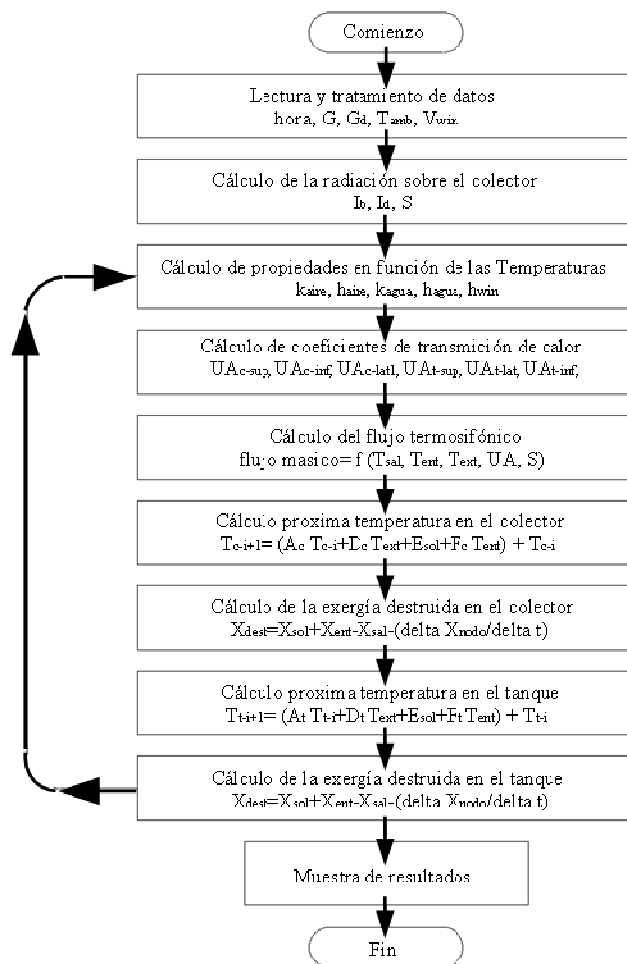 Comienzo
Lectura y tratamiento de datos
hora, G, Gd, Tamb, Vwin
Cálculo de la radiación sobre el colector
Ib, Id, S
Cálculo de propiedades en función de las Temperaturas
kaire, haire, kagua, hagua, hwin
Cálculo de coeficientes de transmición de calor
UAc-sup, UAc-inf, UAc-latl, UAt-sup, UAt-lat, UAt-inf,
Cálculo del flujo termosifónico
flujo masico= f (Tsal, Tent, Text, UA, S)
Cálculo proxima temperatura en el colector
Tc-i+1= (Ac Tc-i+Dc Text+Esol+Fc Tent) + Tc-i
Cálculo de la exergía destruida en el colector
Xdest=Xsol+Xent-Xsal-(delta Xnodo/delta t)
Cálculo proxima temperatura en el tanque
Tt-i+1= (At Tt-i+Dt Text+Esol+Ft Tent) + Tt-i
Cálculo de la exergía destruida en el tanque
Xdest=Xsol+Xent-Xsal-(delta Xnodo/delta t)
Muestra de resultados
Fin